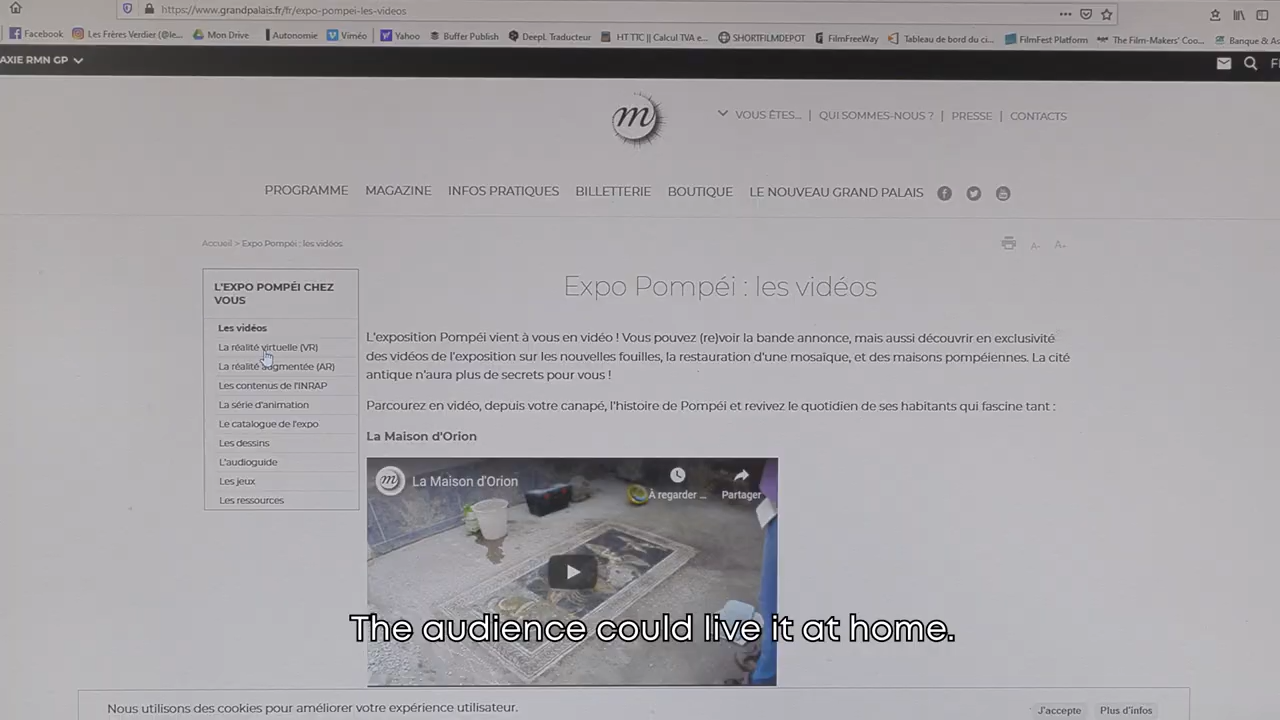 https://www.grandpalais.fr/fr/expo-pompei-les-videos
Facebook Les Frères Verdier (@le... Mon Drive Autonomie Viméo Yahoo Buffer Publish DeepL Traducteur HT TTC || Calcul TVA e... SHORTFILMDEPOT FilmFreeWay Tableau de bord du ci... FilmFest Platform The Film-Makers' Coo... Banque & As
AXIE RMN GP
m
VOUS ÊTES... | QUI SOMMES-NOUS ? | PRESSE | CONTACTS
PROGRAMME MAGAZINE INFOS PRATIQUES BILLETTERIE BOUTIQUE LE NOUVEAU GRAND PALAIS
Accueil > Expo Pompéi : les vidéos
A- A+
L'EXPO POMPÉI CHEZ
VOUS
Les vidéos
La réalité virtuelle (VR)
La réalité augmentée (AR)
Les contenus de l'INRAP
La série d'animation
Le catalogue de l'expo
Les dessins
L'audioguide
Les jeux
Les ressources
Expo Pompéi : les vidéos
L'exposition Pompéi vient à vous en vidéo ! Vous pouvez (re)voir la bande annonce, mais aussi découvrir en exclusivité
des vidéos de l'exposition sur les nouvelles fouilles, la restauration d'une mosaïque, et des maisons pompéiennes. La cité
antique n'aura plus de secrets pour vous !
Parcourez en vidéo, depuis votre canapé, l'histoire de Pompéi et revivez le quotidien de ses habitants qui fascine tant :
La Maison d'Orion
m La Maison d'Orion
À regarder ... Partager
The audience could live it at home.
Nous utilisons des cookies pour améliorer votre expérience utilisateur.
J'accepte Plus d'infos